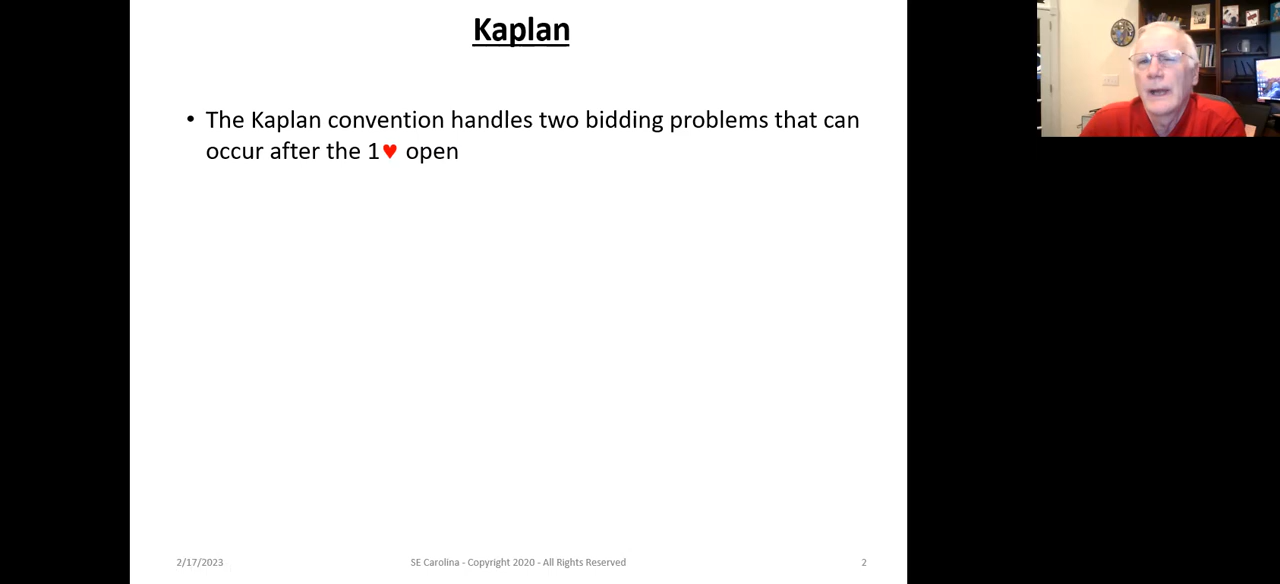 Kaplan
• The Kaplan convention handles two bidding problems that can
occur after the 1♥ open
2/17/2023
SE Carolina - Copyright 2020 - All Rights Reserved
2